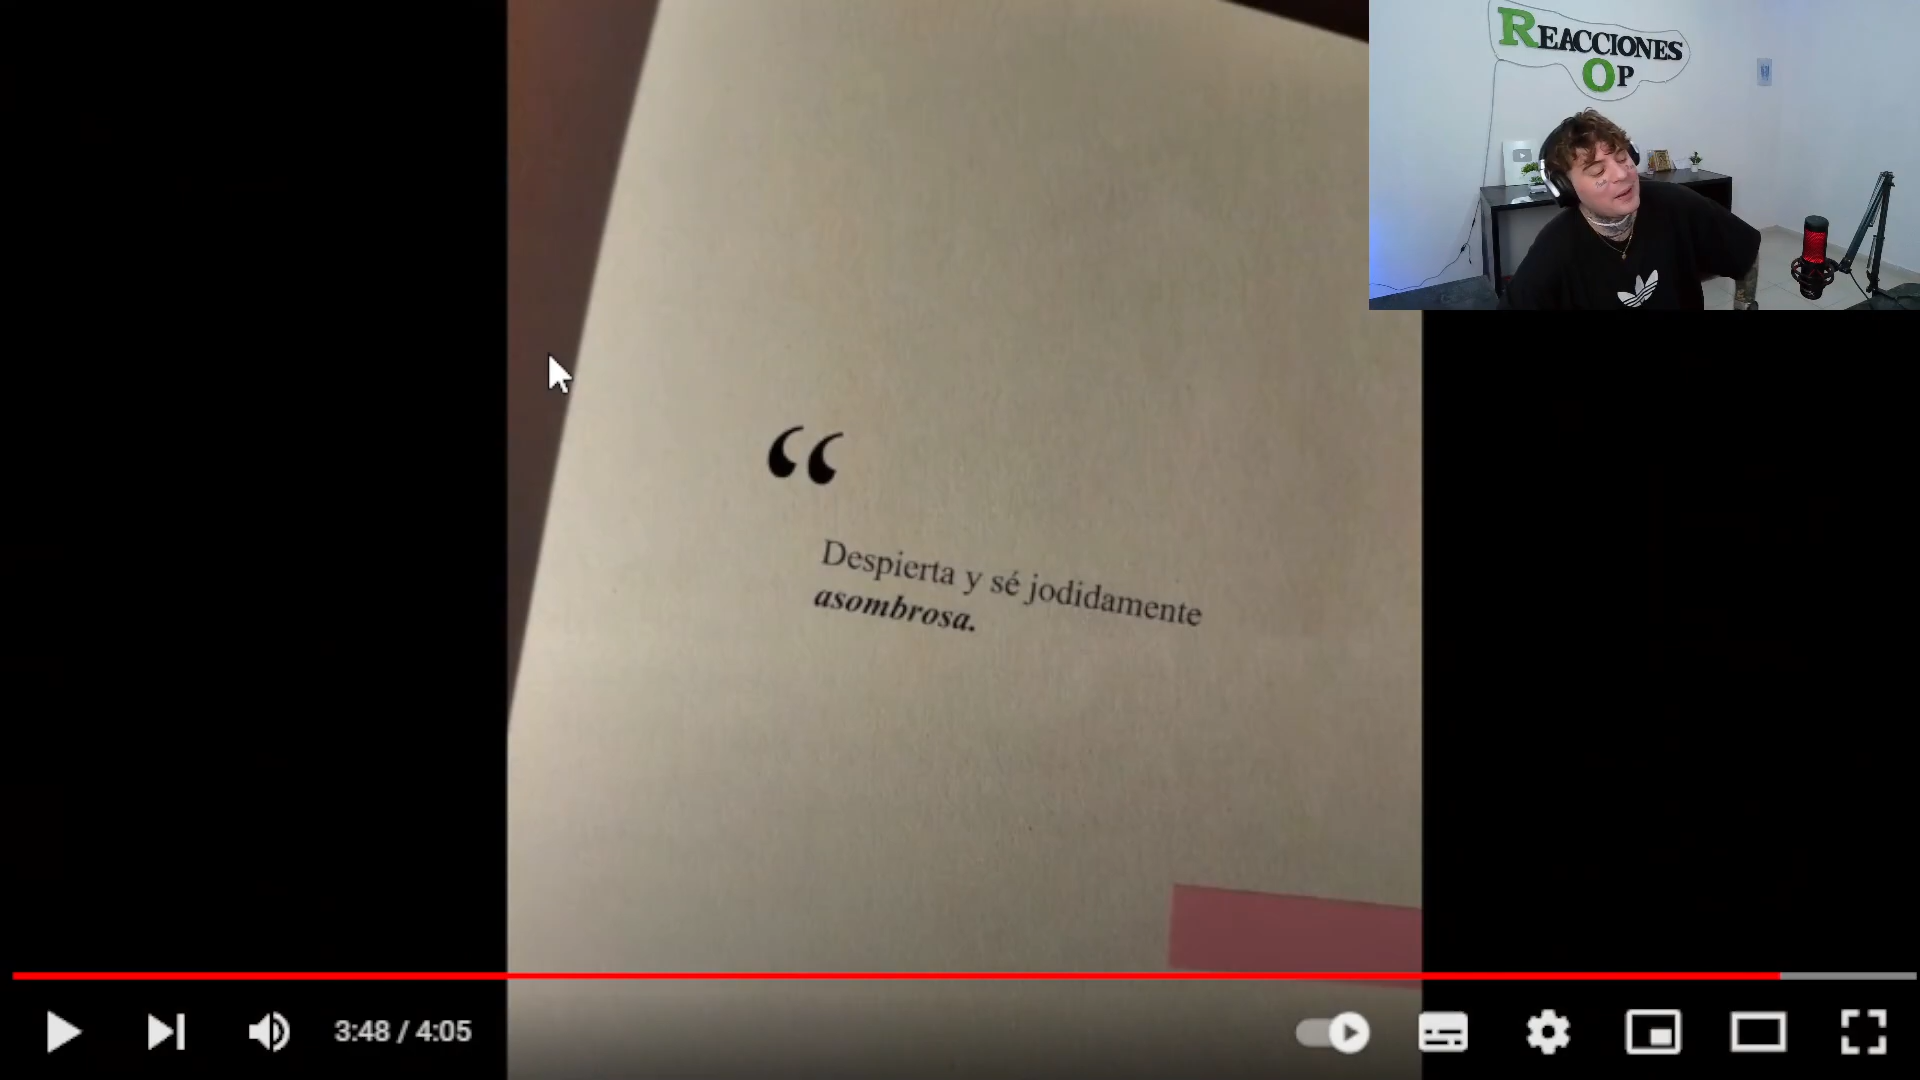 REACCIONES
OP
“
Despierta y sé jodidamente
asombrosa.
3:48 / 4:05